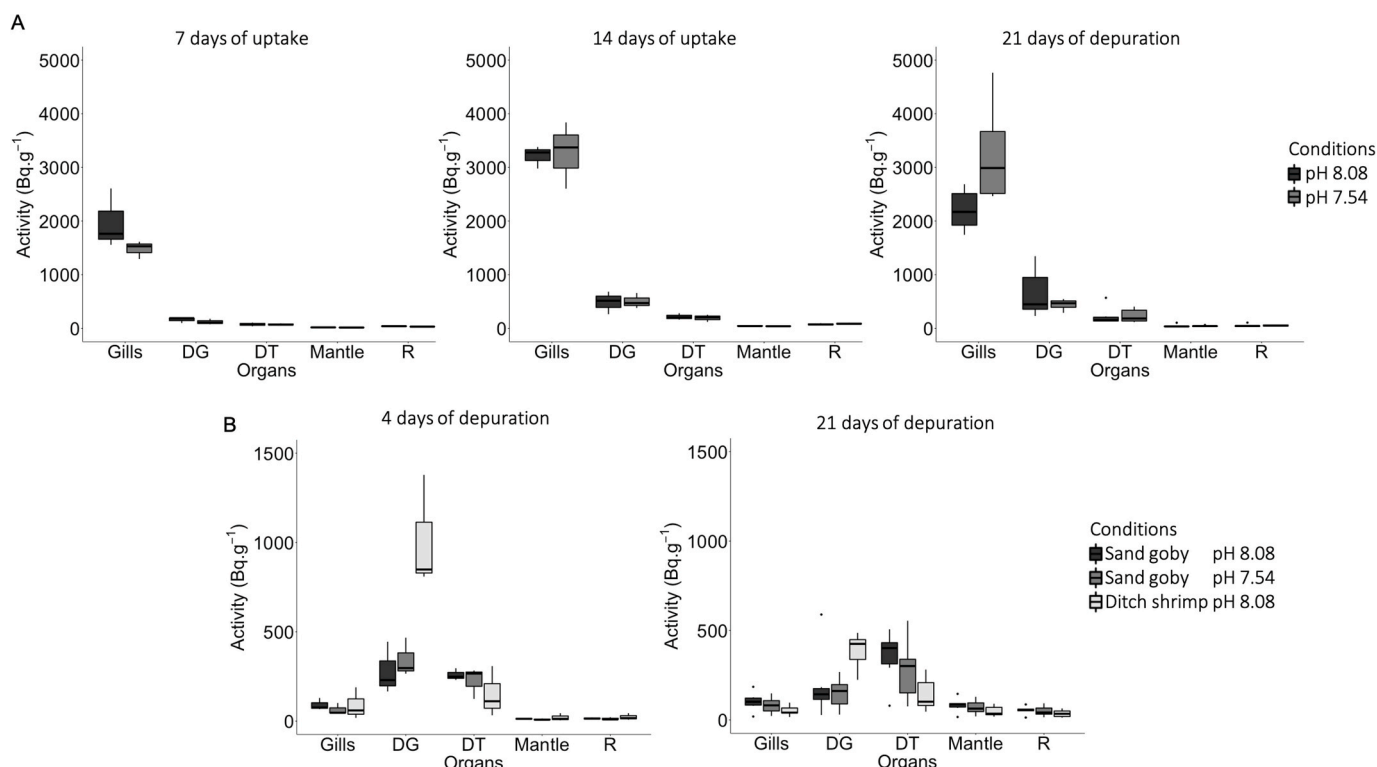 A
7 days of uptake
14 days of uptake
21 days of depuration
Activity (Bq.g⁻¹)
5000
4000
3000
2000
1000
0
Gills DG DT Mantle R
Organs
Activity (Bq.g⁻¹)
5000
4000
3000
2000
1000
0
Gills DG DT Mantle R
Organs
Activity (Bq.g⁻¹)
5000
4000
3000
2000
1000
0
Gills DG DT Mantle R
Organs
Conditions
pH 8.08
pH 7.54
B
4 days of depuration
21 days of depuration
Activity (Bq.g⁻¹)
1500
1000
500
0
Gills DG DT Mantle R
Organs
Activity (Bq.g⁻¹)
1500
1000
500
0
Gills DG DT Mantle R
Organs
Conditions
Sand goby pH 8.08
Sand goby pH 7.54
Ditch shrimp pH 8.08